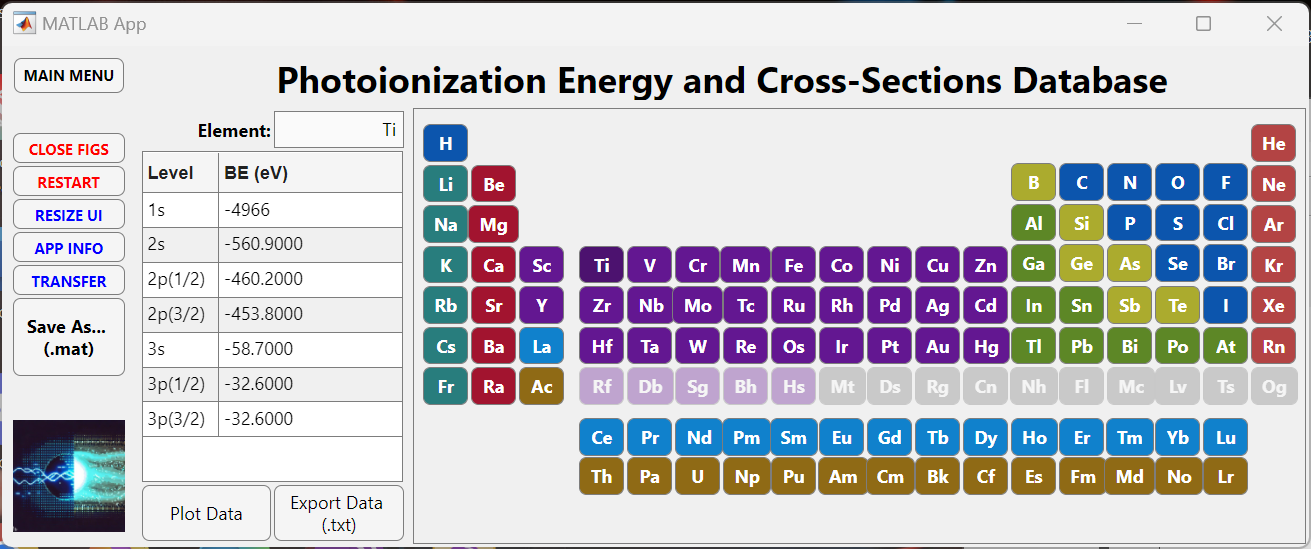 MATLAB App
MAIN MENU
Photoionization Energy and Cross-Sections Database
CLOSE FIGS
RESTART
RESIZE UI
APP INFO
TRANSFER
Save As...
(.mat)
Element: Ti
Level BE (eV)
1s -4966
2s -560.9000
2p(1/2) -460.2000
2p(3/2) -453.8000
3s -58.7000
3p(1/2) -32.6000
3p(3/2) -32.6000
Plot Data
Export Data
(.txt)
H He
Li Be B C N O F Ne
Na Mg Al Si P S Cl Ar
K Ca Sc Ti V Cr Mn Fe Co Ni Cu Zn Ga Ge As Se Br Kr
Rb Sr Y Zr Nb Mo Tc Ru Rh Pd Ag Cd In Sn Sb Te I Xe
Cs Ba La Hf Ta W Re Os Ir Pt Au Hg Tl Pb Bi Po At Rn
Fr Ra Ac Rf Db Sg Bh Hs Mt Ds Rg Cn Nh Fl Mc Lv Ts Og
Ce Pr Nd Pm Sm Eu Gd Tb Dy Ho Er Tm Yb Lu
Th Pa U Np Pu Am Cm Bk Cf Es Fm Md No Lr